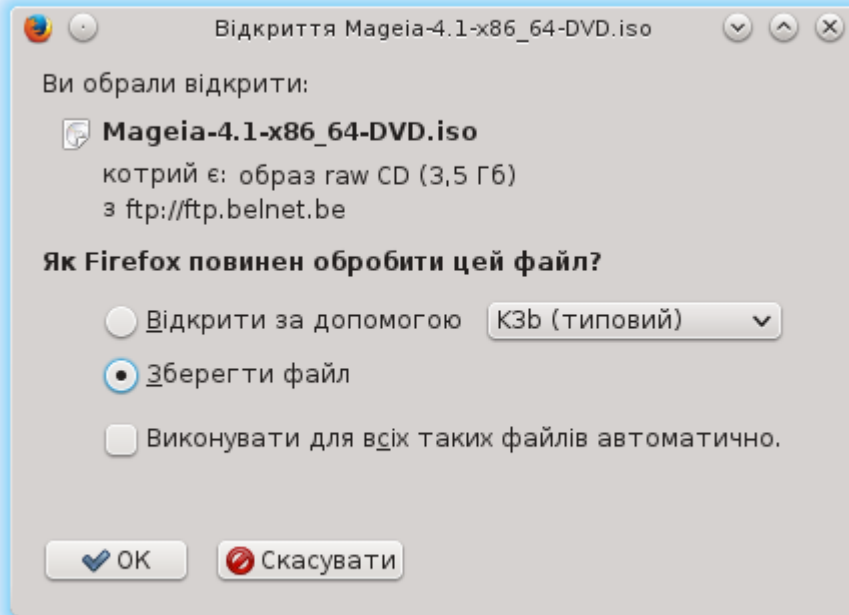 Відкриття Mageia-4.1-x86_64-DVD.iso
Ви обрали відкрити:
Mageia-4.1-x86_64-DVD.iso
котрий є: образ raw CD (3,5 Гб)
з ftp://ftp.belnet.be
Як Firefox повинен обробити цей файл?
Відкрити за допомогою K3b (типовий)
Зберегти файл
Виконувати для всіх таких файлів автоматично.
OK Скасувати